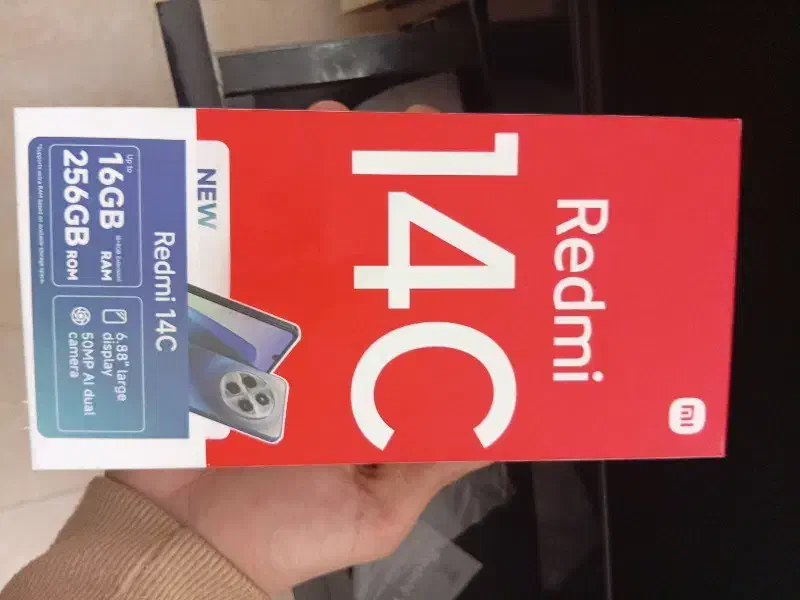 mi
Redmi
14C
NEW
Redmi 14C
Up to
16GB RAM
256GB ROM
6.88" large
display
50MP AI dual
camera